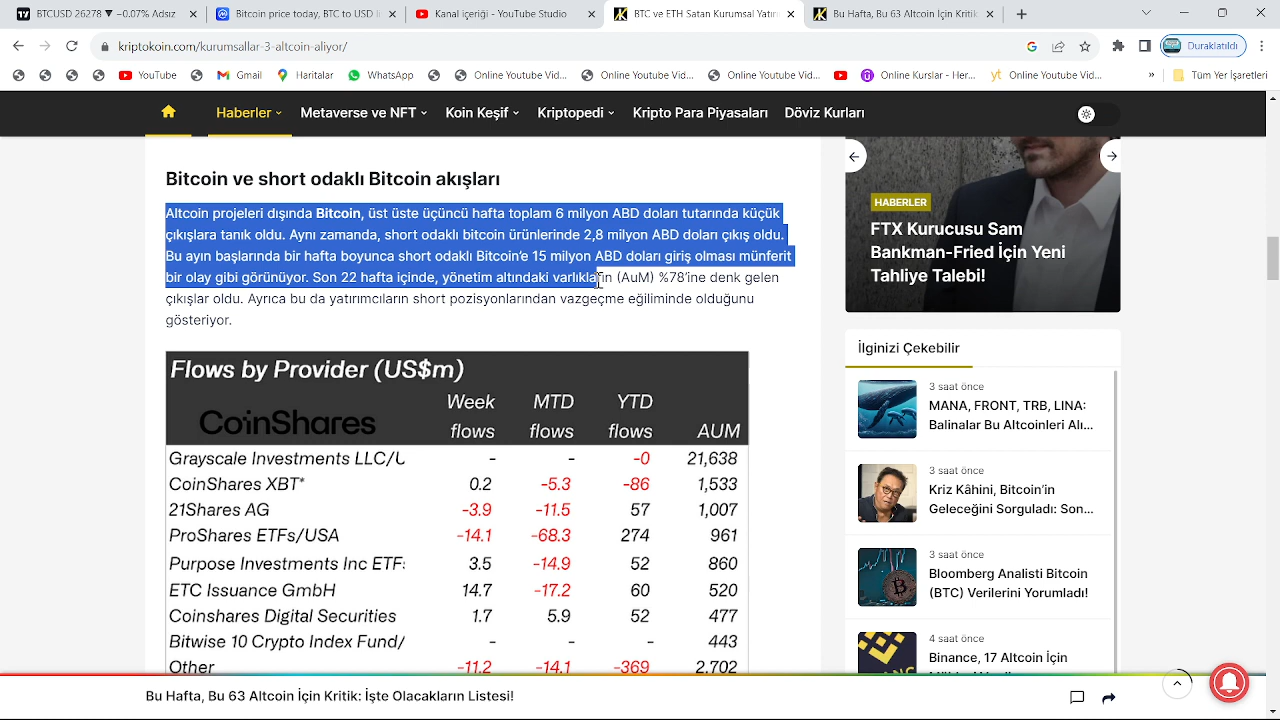 BTCUSD 26278 ▼ −0.07% Adsız
Bitcoin price today, BTC to USD li
Kanal içeriği - YouTube Studio
BTC ve ETH Satan Kurumsal Yatırı
Bu Hafta, Bu 63 Altcoin İçin Kritik
kriptokoin.com/kurumsallar-3-altcoin-aliyor/
Duraklatıldı
YouTube
Gmail
Haritalar
WhatsApp
Online Youtube Vid...
Online Youtube Vid...
Online Youtube Vid...
Online Kurslar - Her...
Online Youtube Vid...
»
Tüm Yer İşaretleri
Haberler
Metaverse ve NFT
Koin Keşif
Kriptopedi
Kripto Para Piyasaları
Döviz Kurları
Bitcoin ve short odaklı Bitcoin akışları
Altcoin projeleri dışında Bitcoin, üst üste üçüncü hafta toplam 6 milyon ABD doları tutarında küçük
çıkışlara tanık oldu. Aynı zamanda, short odaklı bitcoin ürünlerinde 2,8 milyon ABD doları çıkış oldu.
Bu ayın başlarında bir hafta boyunca short odaklı Bitcoin’e 15 milyon ABD doları giriş olması münferit
bir olay gibi görünüyor. Son 22 hafta içinde, yönetim altındaki varlıkların (AuM) %78’ine denk gelen
çıkışlar oldu. Ayrıca bu da yatırımcıların short pozisyonlarından vazgeçme eğiliminde olduğunu
gösteriyor.
Flows by Provider (US$m)
CoinShares
Week flows MTD flows YTD flows AUM
Grayscale Investments LLC/U - - -0 21,638
CoinShares XBT* 0.2 -5.3 -86 1,533
21Shares AG -3.9 -11.5 57 1,007
ProShares ETFs/USA -14.1 -68.3 274 961
Purpose Investments Inc ETF -- 3.5 -14.9 52 860
ETC Issuance GmbH 14.7 -17.2 60 520
Coinshares Digital Securities 1.7 5.9 52 477
Bitwise 10 Crypto Index Fund/ - - - 443
Other -11.2 -14.1 -369 2,702
HABERLER
FTX Kurucusu Sam
Bankman-Fried İçin Yeni
Tahliye Talebi!
İlginizi Çekebilir
3 saat önce
MANA, FRONT, TRB, LINA:
Balinalar Bu Altcoinleri Alı...
3 saat önce
Kriz Kâhini, Bitcoin’in
Geleceğini Sorguladı: Son...
3 saat önce
Bloomberg Analisti Bitcoin
(BTC) Verilerini Yorumladı!
4 saat önce
Binance, 17 Altcoin İçin
Bu Hafta, Bu 63 Altcoin İçin Kritik: İşte Olacakların Listesi!